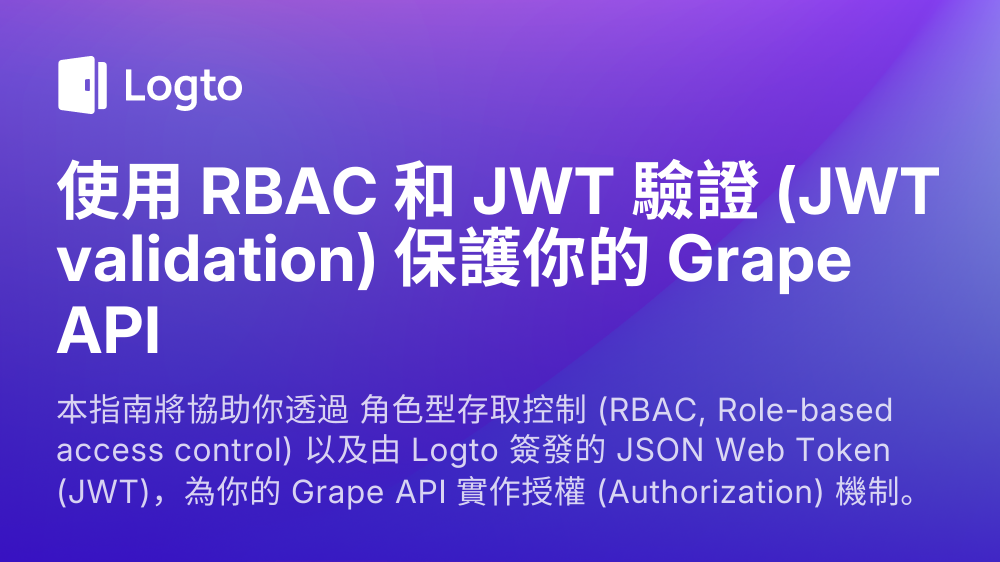 Logto
使用 RBAC 和 JWT 驗證 (JWT
validation) 保護你的 Grape
API
本指南將協助你透過 角色型存取控制 (RBAC, Role-based
access control) 以及由 Logto 簽發的 JSON Web Token
(JWT)，為你的 Grape API 實作授權 (Authorization) 機制。